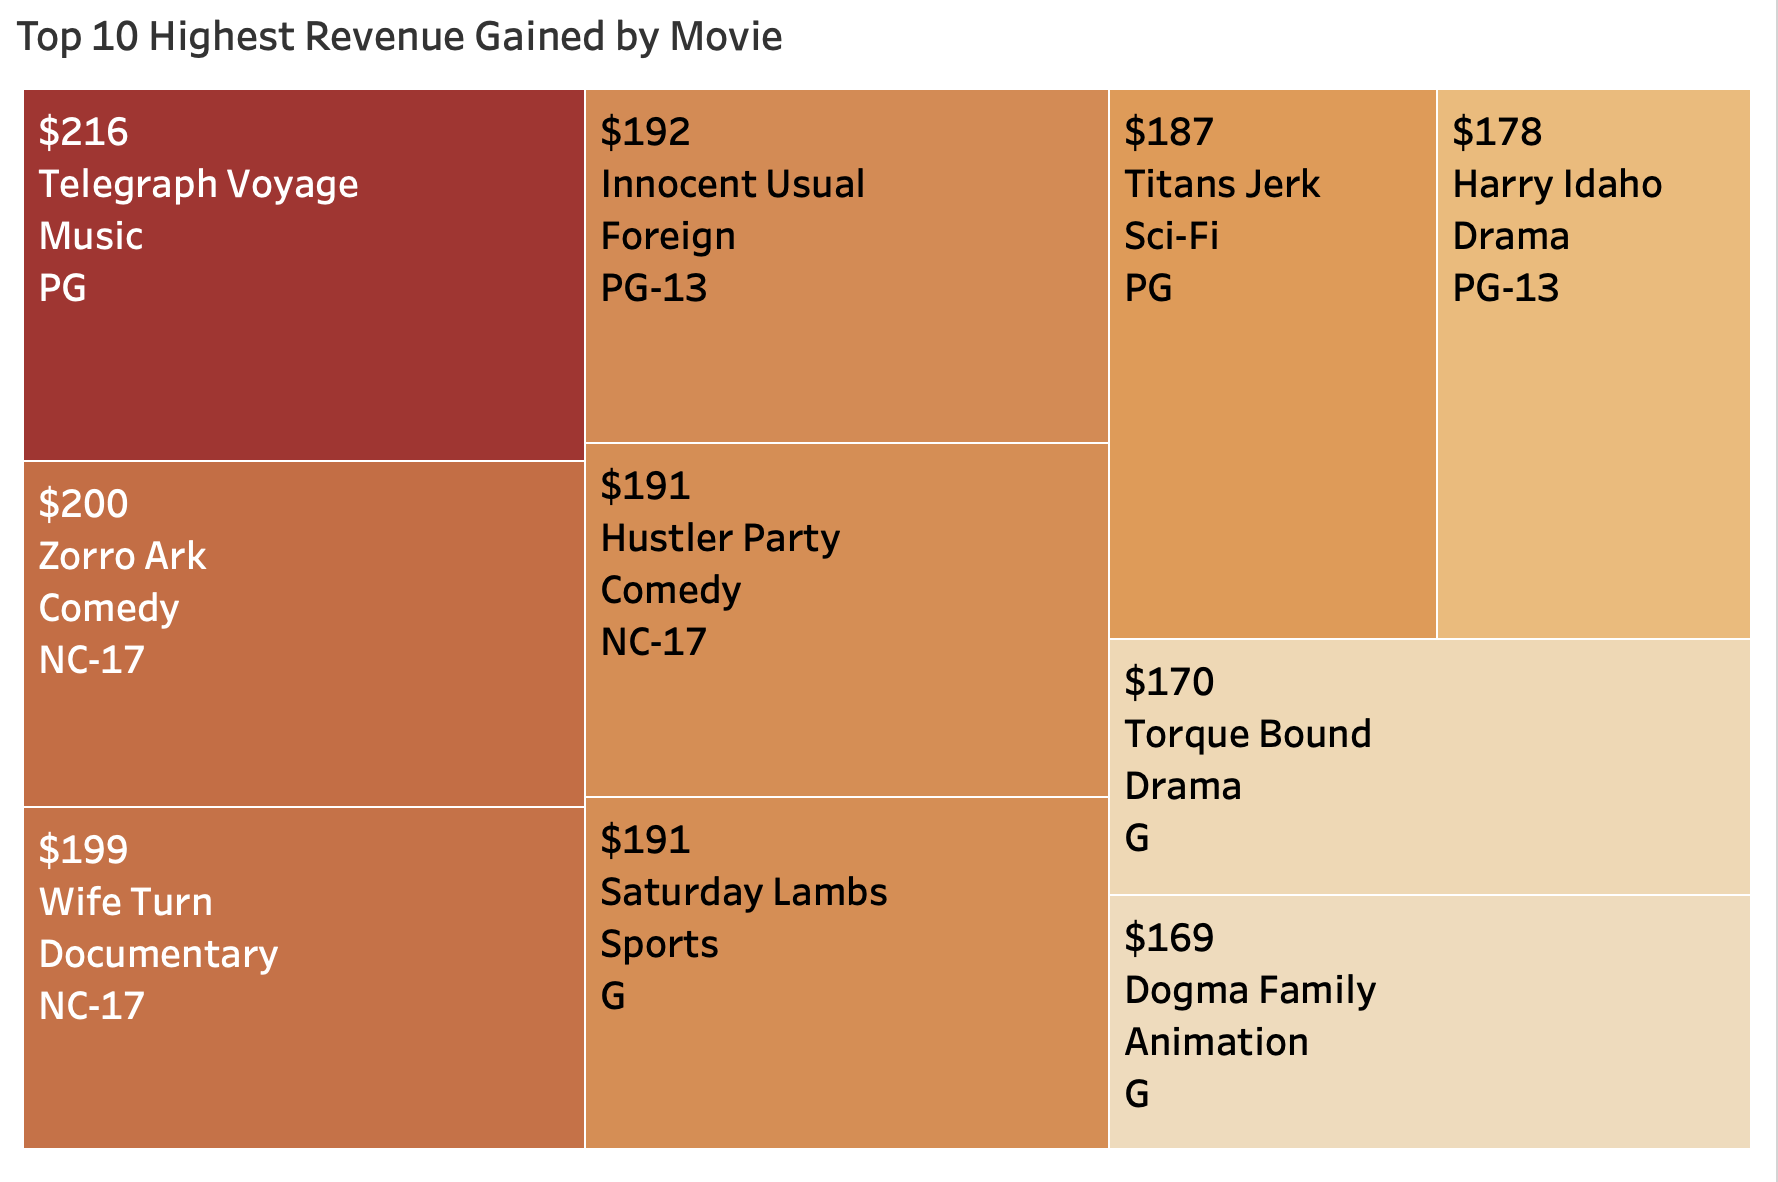 Top 10 Highest Revenue Gained by Movie
$216
Telegraph Voyage
Music
PG
$200
Zorro Ark
Comedy
NC-17
$199
Wife Turn
Documentary
NC-17
$192
Innocent Usual
Foreign
PG-13
$191
Hustler Party
Comedy
NC-17
$191
Saturday Lambs
Sports
G
$187
Titans Jerk
Sci-Fi
PG
$178
Harry Idaho
Drama
PG-13
$170
Torque Bound
Drama
G
$169
Dogma Family
Animation
G